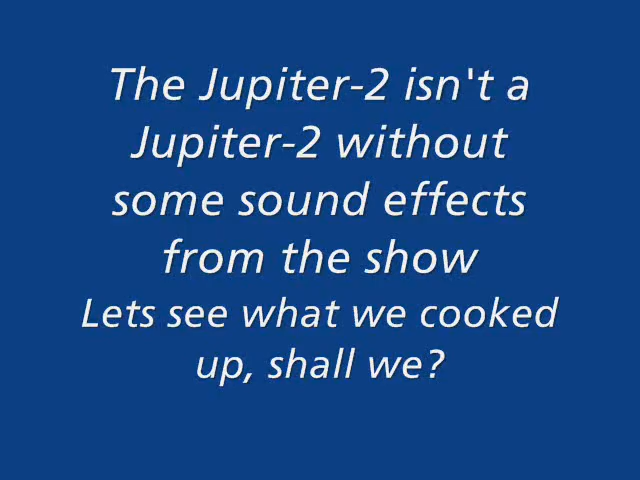 The Jupiter-2 isn't a
Jupiter-2 without
some sound effects
from the show
Lets see what we cooked
up, shall we?